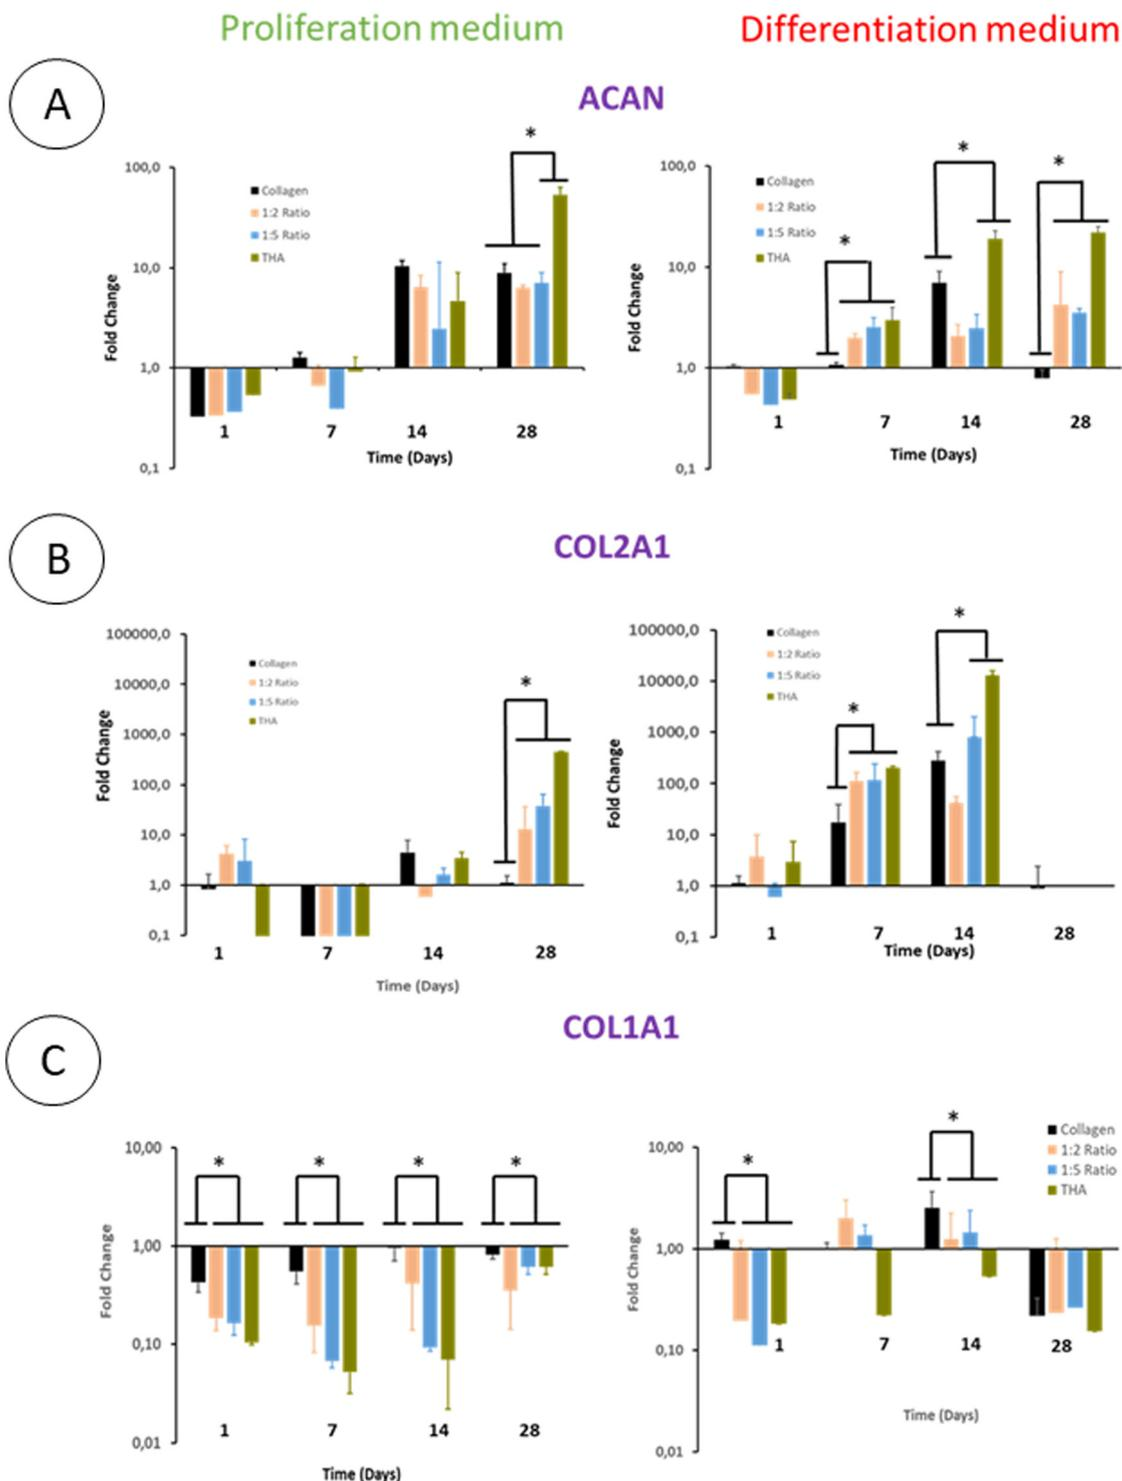 Proliferation medium
Differentiation medium
A
ACAN
*
100,0
10,0
1,0
0,1
Fold Change
Collagen
1:2 Ratio
1:5 Ratio
THA
1 7 14 28
Time (Days)
* * *
100,0
10,0
1,0
0,1
Fold Change
Collagen
1:2 Ratio
1:5 Ratio
THA
1 7 14 28
Time (Days)
B
COL2A1
*
100000,0
10000,0
1000,0
100,0
10,0
1,0
0,1
Fold Change
Collagen
1:2 Ratio
1:5 Ratio
THA
1 7 14 28
Time (Days)
* *
100000,0
10000,0
1000,0
100,0
10,0
1,0
0,1
Fold Change
Collagen
1:2 Ratio
1:5 Ratio
THA
1 7 14 28
Time (Days)
C
COL1A1
* * * *
10,00
1,00
0,10
0,01
Fold Change
1 7 14 28
Time (Days)
* *
10,00
1,00
0,10
0,01
Fold Change
Collagen
1:2 Ratio
1:5 Ratio
THA
1 7 14 28
Time (Days)